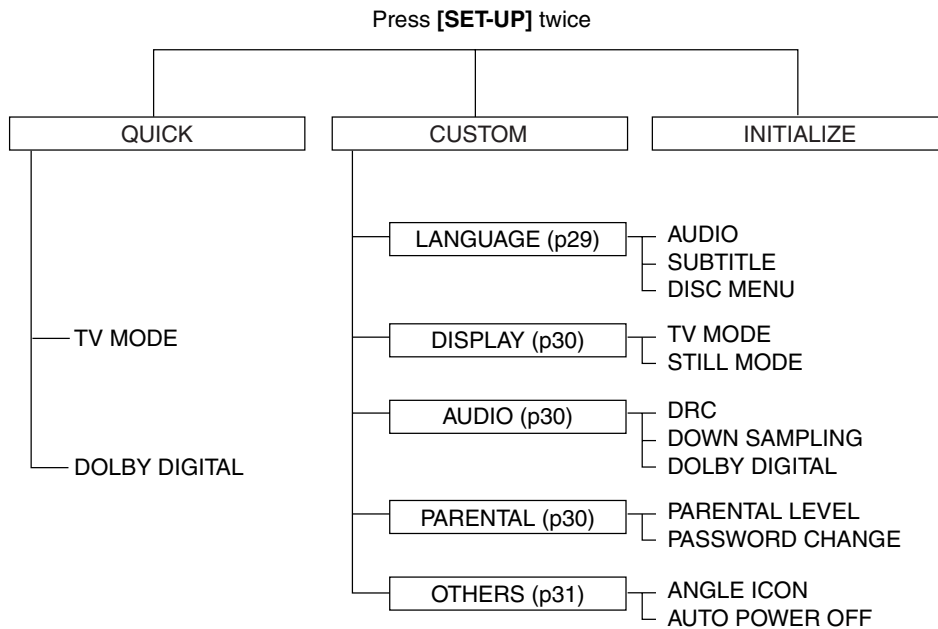 Press [SET-UP] twice
QUICK
CUSTOM
INITIALIZE
TV MODE
DOLBY DIGITAL
LANGUAGE (p29)
AUDIO
SUBTITLE
DISC MENU
DISPLAY (p30)
TV MODE
STILL MODE
AUDIO (p30)
DRC
DOWN SAMPLING
DOLBY DIGITAL
PARENTAL (p30)
PARENTAL LEVEL
PASSWORD CHANGE
OTHERS (p31)
ANGLE ICON
AUTO POWER OFF